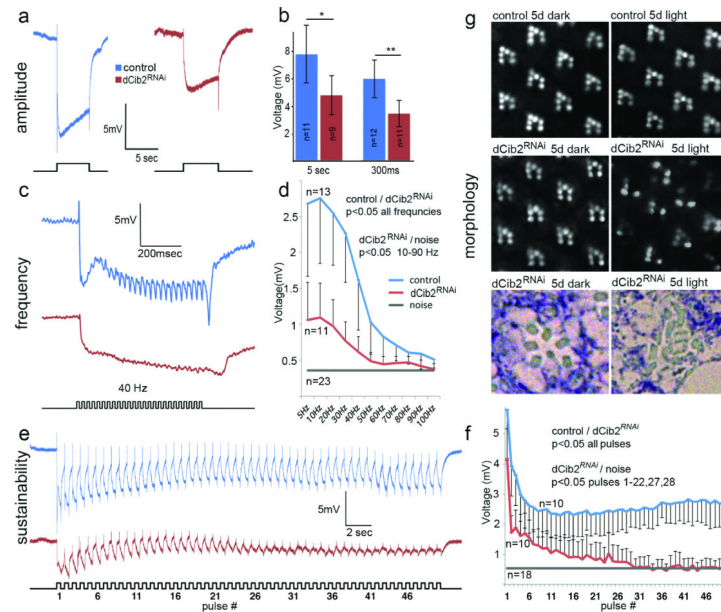 a
amplitude
5mV
5 sec
b
control
dCib2RNAi
Voltage (mV)
8
6
4
2
*
**
n=11
n=9
n=12
n=11
5 sec
300ms
c
frequency
5mV
200msec
40 Hz
d
n=13
control / dCib2RNAi
p<0.05 all frequncies
dCib2RNAi / noise
p<0.05 10-90 Hz
control
dCib2RNAi
noise
n=11
n=23
Voltage(mV)
2.5
2
1.5
1
0.5
5Hz
10Hz
20Hz
30Hz
40Hz
50Hz
60Hz
70Hz
80Hz
90Hz
100Hz
e
sustainability
5mV
2 sec
1 6 11 16 21 26 31 36 41 46
pulse #
f
control / dCib2RNAi
p<0.05 all pulses
dCib2RNAi / noise
p<0.05 pulses 1-22,27,28
Voltage (mV)
5
4
3
2
1
n=10
n=10
n=18
1 6 11 16 21 26 31 36 41 46
pulse #
g
morphology
control 5d dark
control 5d light
dCib2RNAi 5d dark
dCib2RNAi 5d light
dCib2RNAi 5d dark
dCib2RNAi 5d light